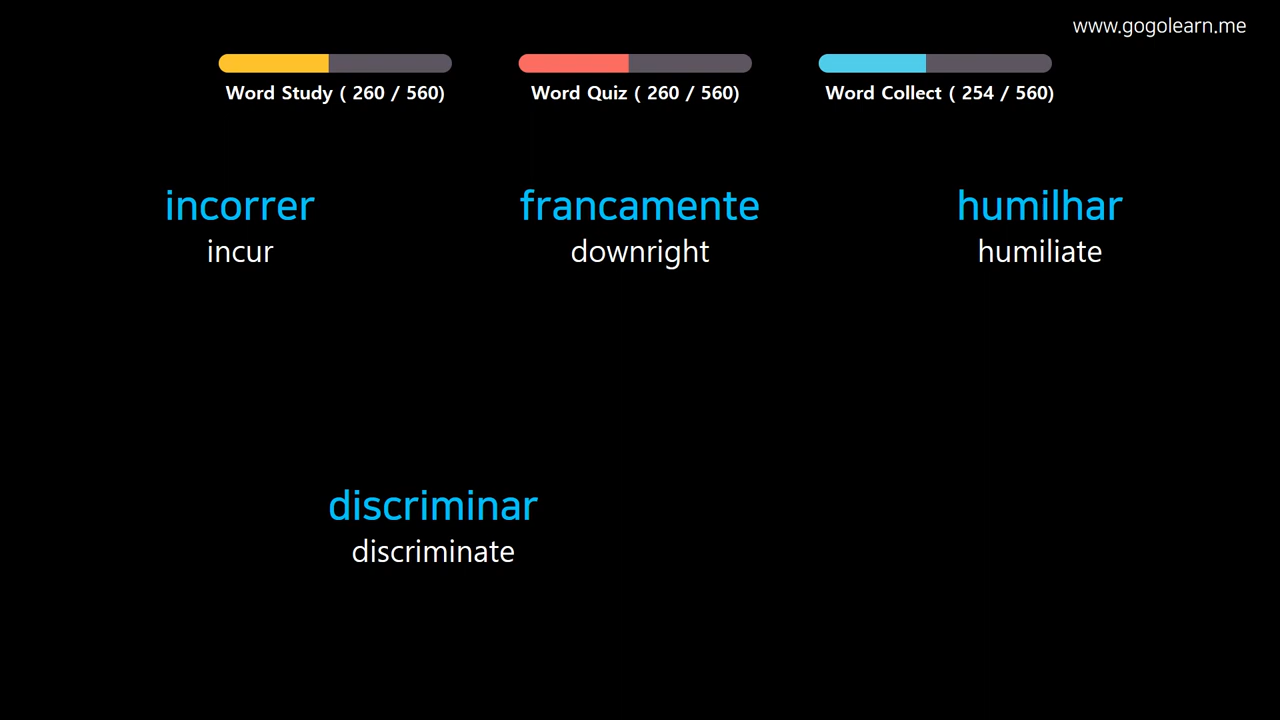 www.gogolearn.me
Word Study ( 260 / 560)
Word Quiz ( 260 / 560)
Word Collect ( 254 / 560)
incorrer
incur
francamente
downright
humilhar
humiliate
discriminar
discriminate